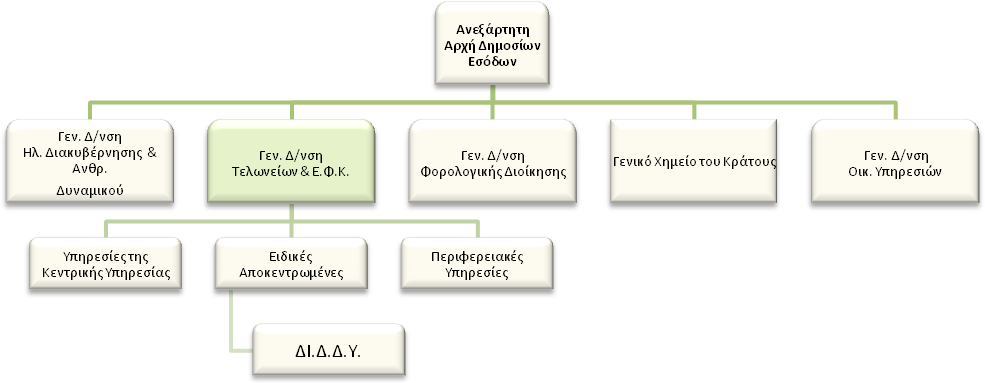 Ανεξάρτητη
Αρχή Δημοσίων
Εσόδων
Γεν. Δ/νση
Ηλ. Διακυβέρνησης &
Ανθρ.
Δυναμικού
Γεν. Δ/νση
Τελωνείων & Ε.Φ.Κ.
Γεν. Δ/νση
Φορολογικής Διοίκησης
Γενικό Χημείο του Κράτους
Γεν. Δ/νση
Οικ. Υπηρεσιών
Υπηρεσίες της
Κεντρικής Υπηρεσίας
Ειδικές
Αποκεντρωμένες
Περιφερειακές
Υπηρεσίες
ΔΙ.Δ.Δ.Υ.